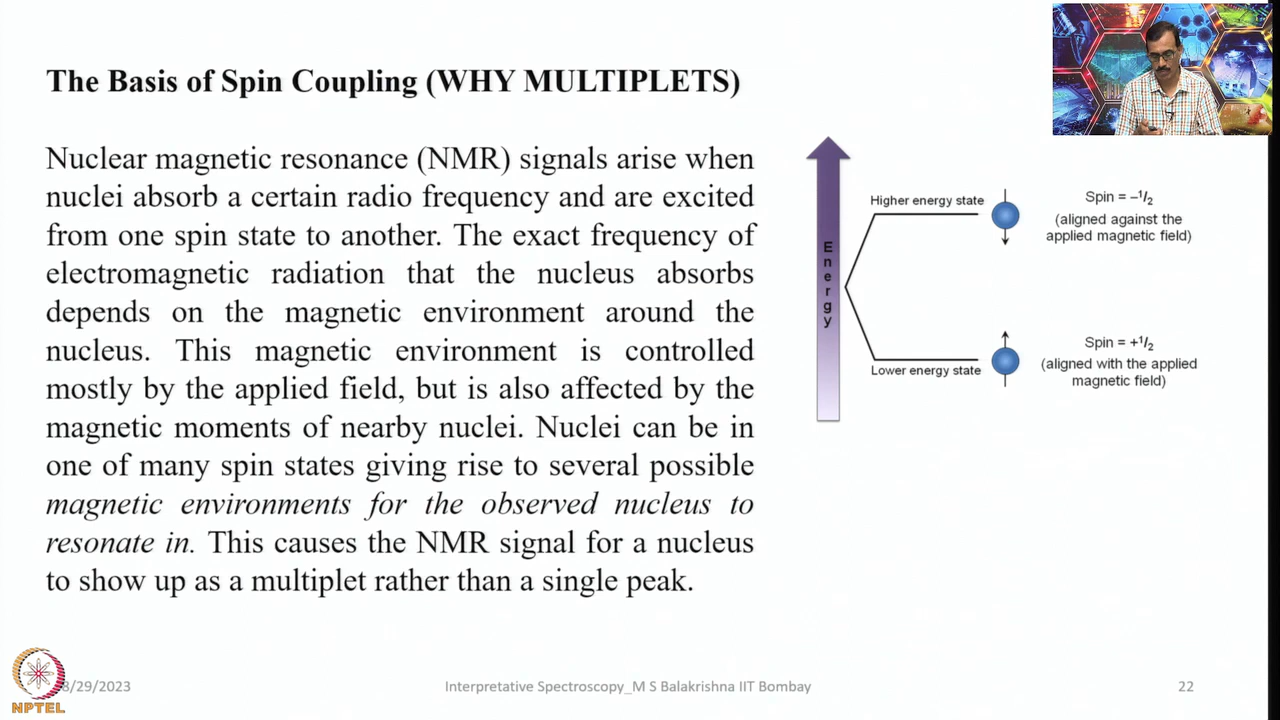 The Basis of Spin Coupling (WHY MULTIPLETS)
Nuclear magnetic resonance (NMR) signals arise when
nuclei absorb a certain radio frequency and are excited
from one spin state to another. The exact frequency of
electromagnetic radiation that the nucleus absorbs
depends on the magnetic environment around the
nucleus. This magnetic environment is controlled
mostly by the applied field, but is also affected by the
magnetic moments of nearby nuclei. Nuclei can be in
one of many spin states giving rise to several possible
magnetic environments for the observed nucleus to
resonate in. This causes the NMR signal for a nucleus
to show up as a multiplet rather than a single peak.
Energy
Higher energy state
Spin = –1/2
(aligned against the
applied magnetic field)
Lower energy state
Spin = +1/2
(aligned with the applied
magnetic field)
8/29/2023
Interpretative Spectroscopy_M S Balakrishna IIT Bombay
22
NPTEL